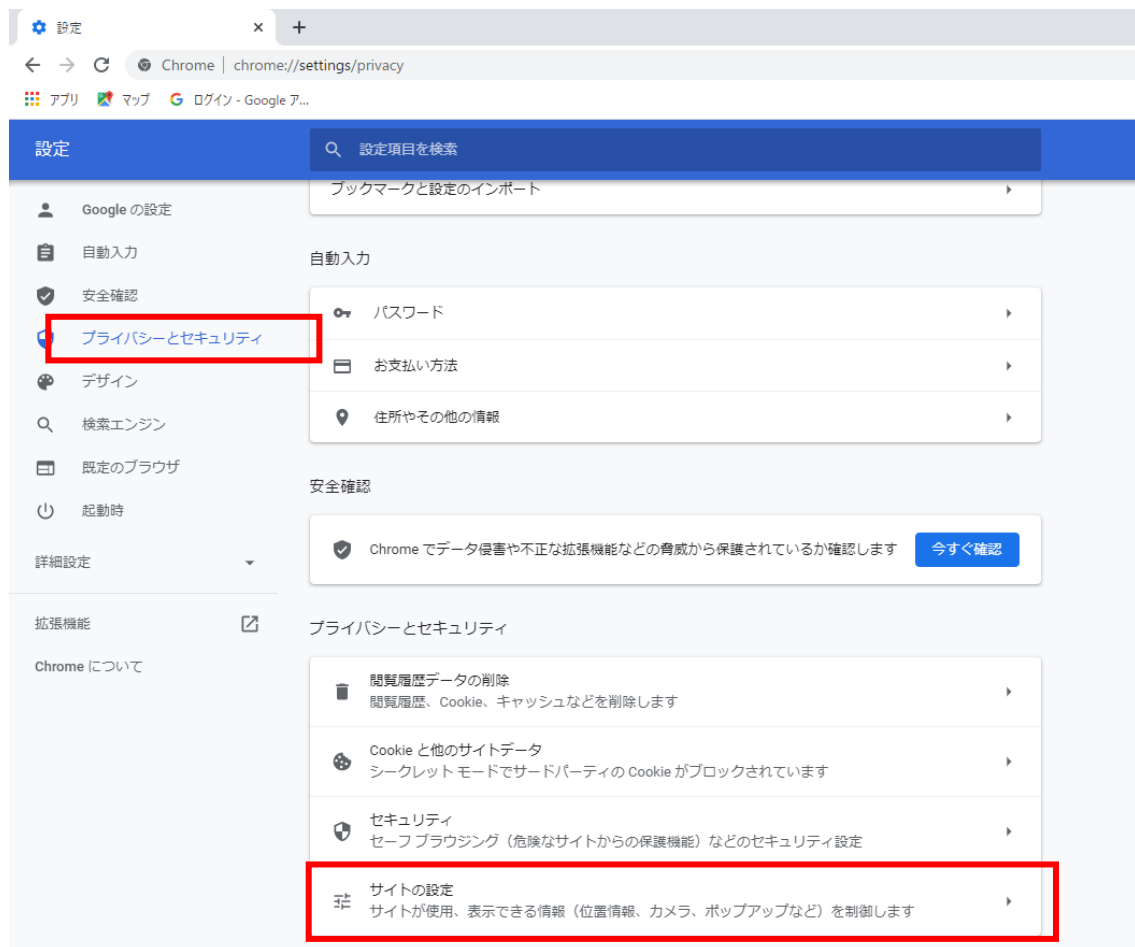 設定
Chrome | chrome://settings/privacy
アプリ マップ ログイン - Google ア...
設定
設定項目を検索
Google の設定
自動入力
安全確認
プライバシーとセキュリティ
デザイン
検索エンジン
既定のブラウザ
起動時
詳細設定
拡張機能
Chrome について
ブックマークと設定のインポート
自動入力
パスワード
お支払い方法
住所やその他の情報
安全確認
Chrome でデータ侵害や不正な拡張機能などの脅威から保護されているか確認します 今すぐ確認
プライバシーとセキュリティ
閲覧履歴データの削除
閲覧履歴、Cookie、キャッシュなどを削除します
Cookie と他のサイトデータ
シークレット モードでサードパーティの Cookie がブロックされています
セキュリティ
セーフ ブラウジング（危険なサイトからの保護機能）などのセキュリティ設定
サイトの設定
サイトが使用、表示できる情報（位置情報、カメラ、ポップアップなど）を制御します